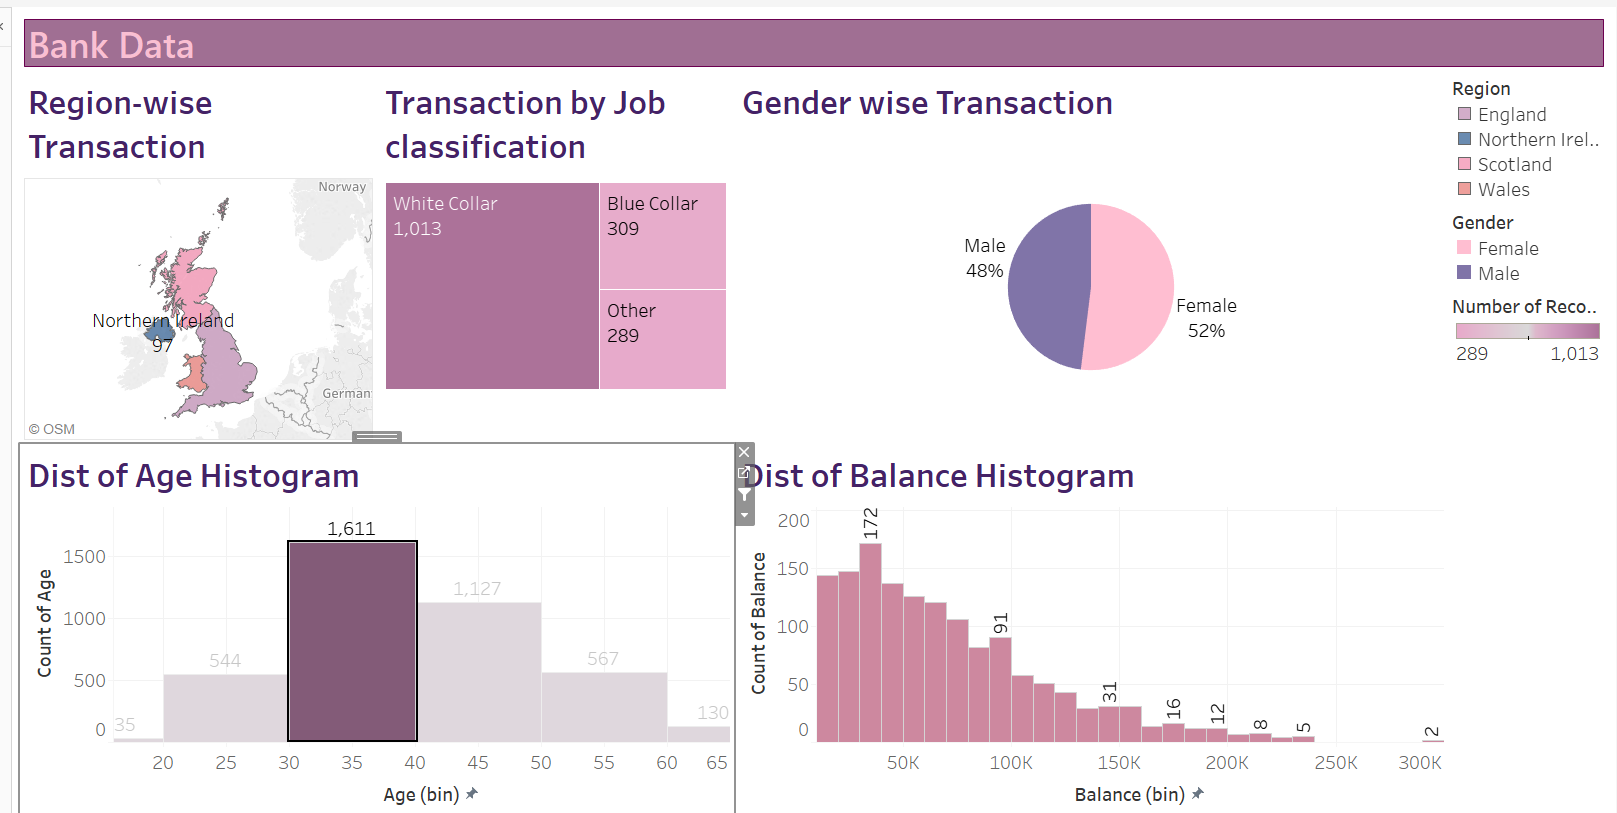 Bank Data
Region-wise
Transaction
Norway
Northern Ireland
97
German
© OSM
Transaction by Job
classification
White Collar
1,013
Blue Collar
309
Other
289
Gender wise Transaction
Male
48%
Female
52%
Region
England
Northern Irel..
Scotland
Wales
Gender
Female
Male
Number of Reco..
289 1,013
Dist of Age Histogram
Count of Age
1500
1000
500
0
35
544
1,611
1,127
567
130
20 25 30 35 40 45 50 55 60 65
Age (bin)
Dist of Balance Histogram
Count of Balance
200
150
100
50
0
172
91
31
16
12
8
5
2
50K 100K 150K 200K 250K 300K
Balance (bin)